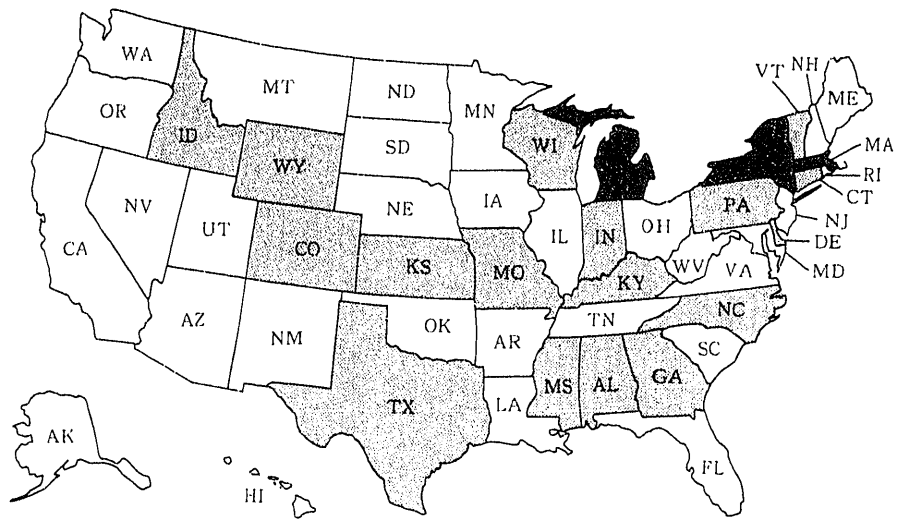 WA
MT
ND
MN
VT
NH
ME
OR
ID
WY
SD
WI
MA
RI
CT
NJ
DE
MD
NV
UT
CO
NE
IA
IL
IN
OH
PA
WV
VA
CA
KS
MO
KY
NC
AZ
NM
OK
AR
TN
SC
TX
LA
MS
AL
GA
FL
AK
HI